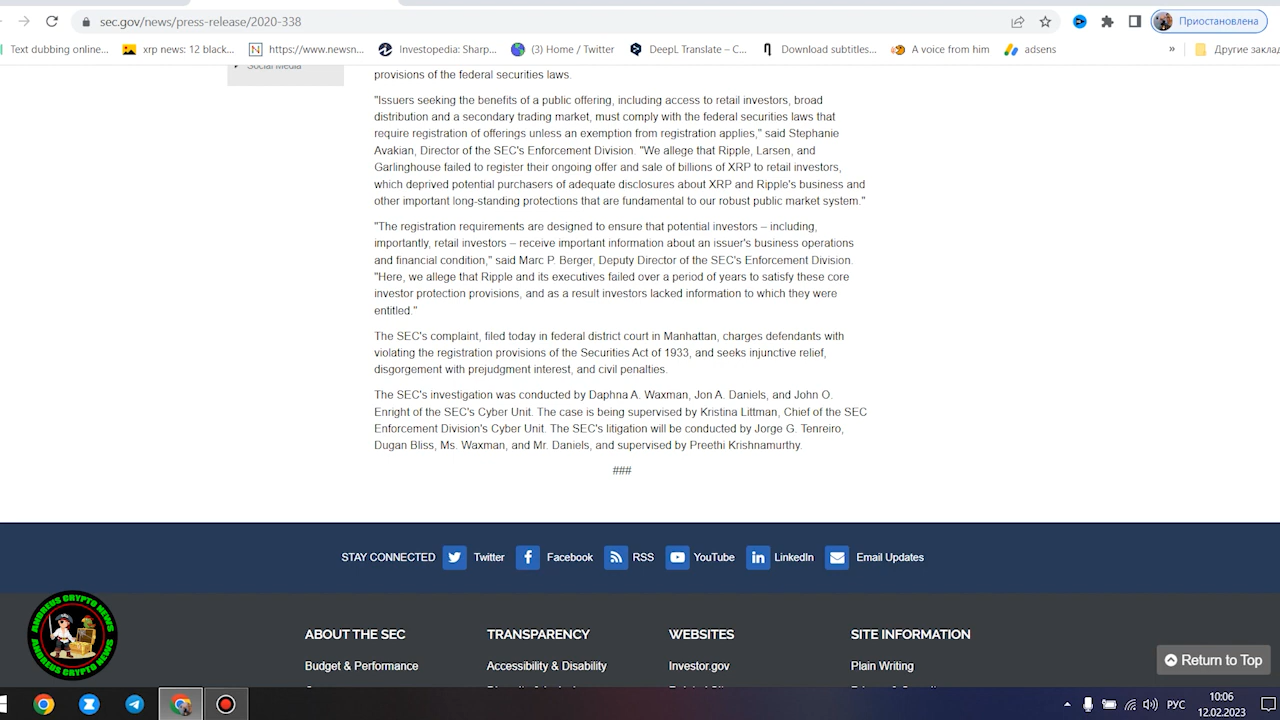 sec.gov/news/press-release/2020-338
Приостановлена
Text dubbing online...
xrp news: 12 black...
https://www.newsn...
Investopedia: Sharp...
(3) Home / Twitter
DeepL Translate – C...
Download subtitles...
A voice from him
adsens
»
Другие закла
Social Media
provisions of the federal securities laws.
"Issuers seeking the benefits of a public offering, including access to retail investors, broad
distribution and a secondary trading market, must comply with the federal securities laws that
require registration of offerings unless an exemption from registration applies," said Stephanie
Avakian, Director of the SEC's Enforcement Division. "We allege that Ripple, Larsen, and
Garlinghouse failed to register their ongoing offer and sale of billions of XRP to retail investors,
which deprived potential purchasers of adequate disclosures about XRP and Ripple's business and
other important long-standing protections that are fundamental to our robust public market system."
"The registration requirements are designed to ensure that potential investors – including,
importantly, retail investors – receive important information about an issuer's business operations
and financial condition," said Marc P. Berger, Deputy Director of the SEC's Enforcement Division.
"Here, we allege that Ripple and its executives failed over a period of years to satisfy these core
investor protection provisions, and as a result investors lacked information to which they were
entitled."
The SEC's complaint, filed today in federal district court in Manhattan, charges defendants with
violating the registration provisions of the Securities Act of 1933, and seeks injunctive relief,
disgorgement with prejudgment interest, and civil penalties.
The SEC's investigation was conducted by Daphna A. Waxman, Jon A. Daniels, and John O.
Enright of the SEC's Cyber Unit. The case is being supervised by Kristina Littman, Chief of the SEC
Enforcement Division's Cyber Unit. The SEC's litigation will be conducted by Jorge G. Tenreiro,
Dugan Bliss, Ms. Waxman, and Mr. Daniels, and supervised by Preethi Krishnamurthy.
###
STAY CONNECTED Twitter Facebook RSS YouTube LinkedIn Email Updates
ANDREUS CRYPTO NEWS
ANDREUS CRYPTO NEWS
ABOUT THE SEC TRANSPARENCY WEBSITES SITE INFORMATION
Budget & Performance Accessibility & Disability Investor.gov Plain Writing
Return to Top
РУС
10:06
12.02.2023